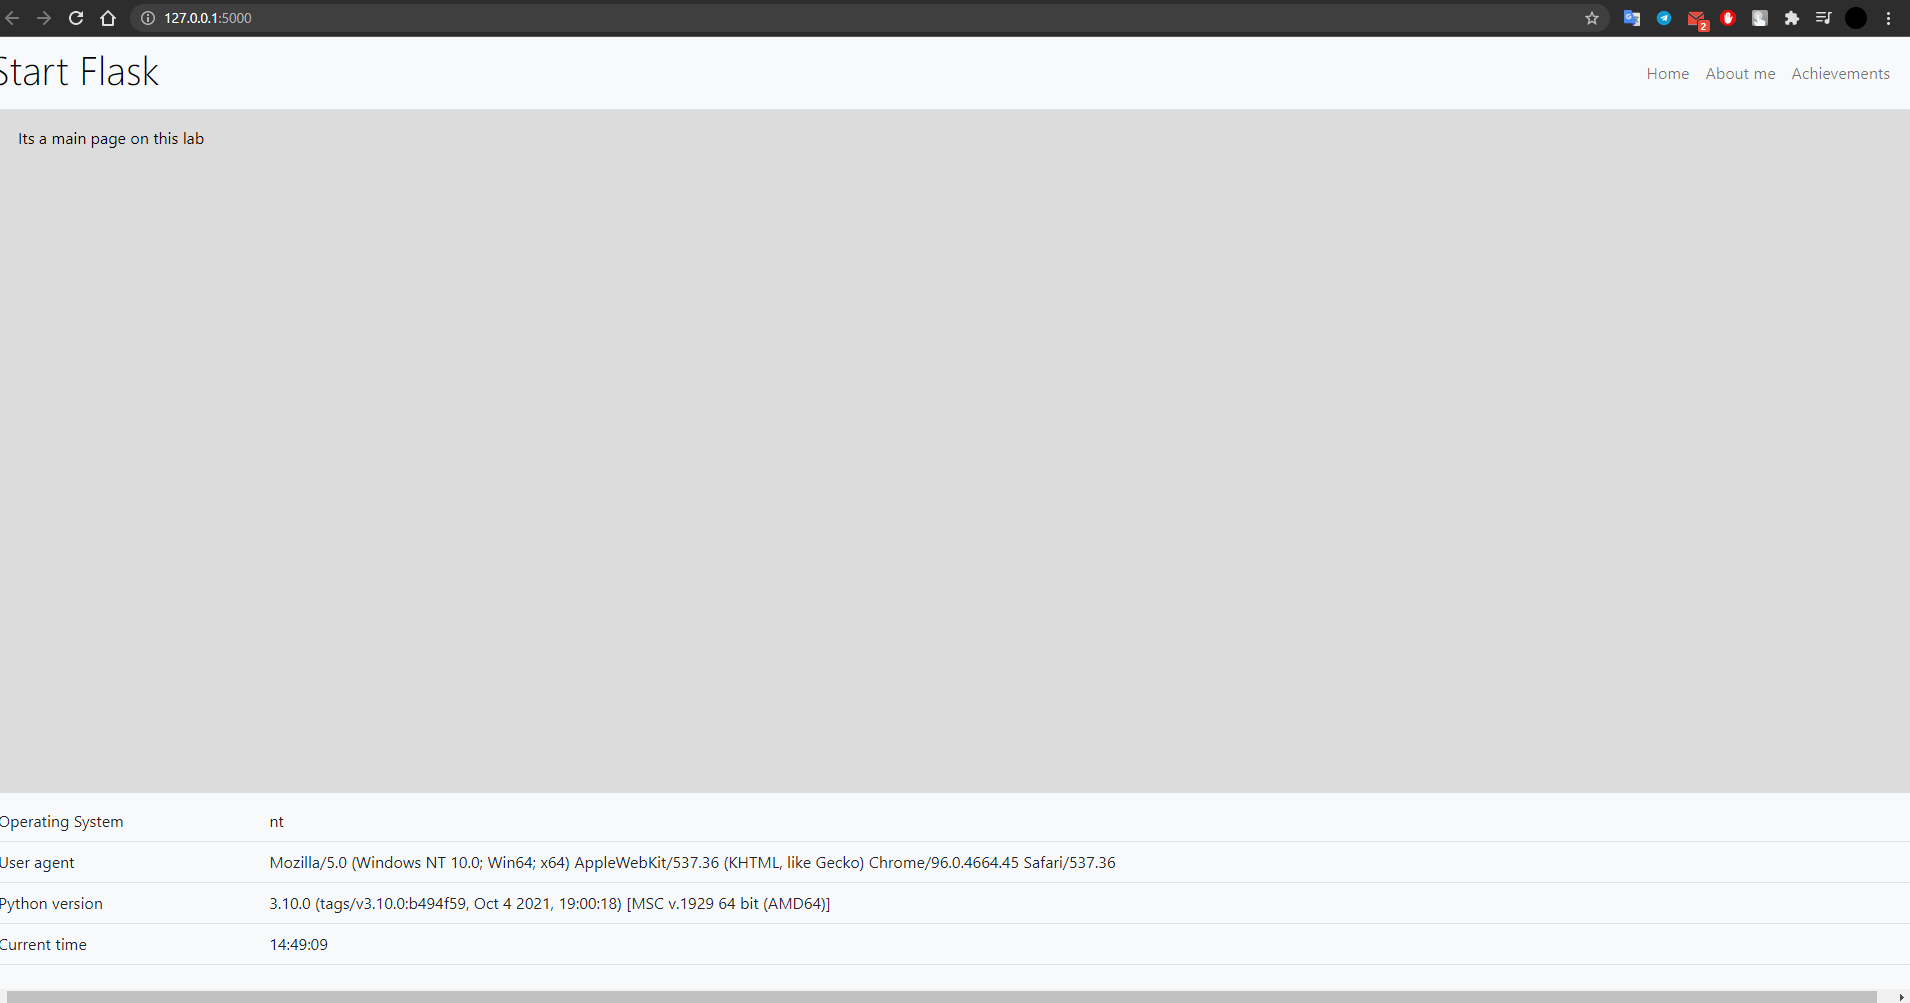 127.0.0.1:5000
2
Start Flask
Home About me Achievements
Its a main page on this lab
Operating System nt
User agent Mozilla/5.0 (Windows NT 10.0; Win64; x64) AppleWebKit/537.36 (KHTML, like Gecko) Chrome/96.0.4664.45 Safari/537.36
Python version 3.10.0 (tags/v3.10.0:b494f59, Oct 4 2021, 19:00:18) [MSC v.1929 64 bit (AMD64)]
Current time 14:49:09